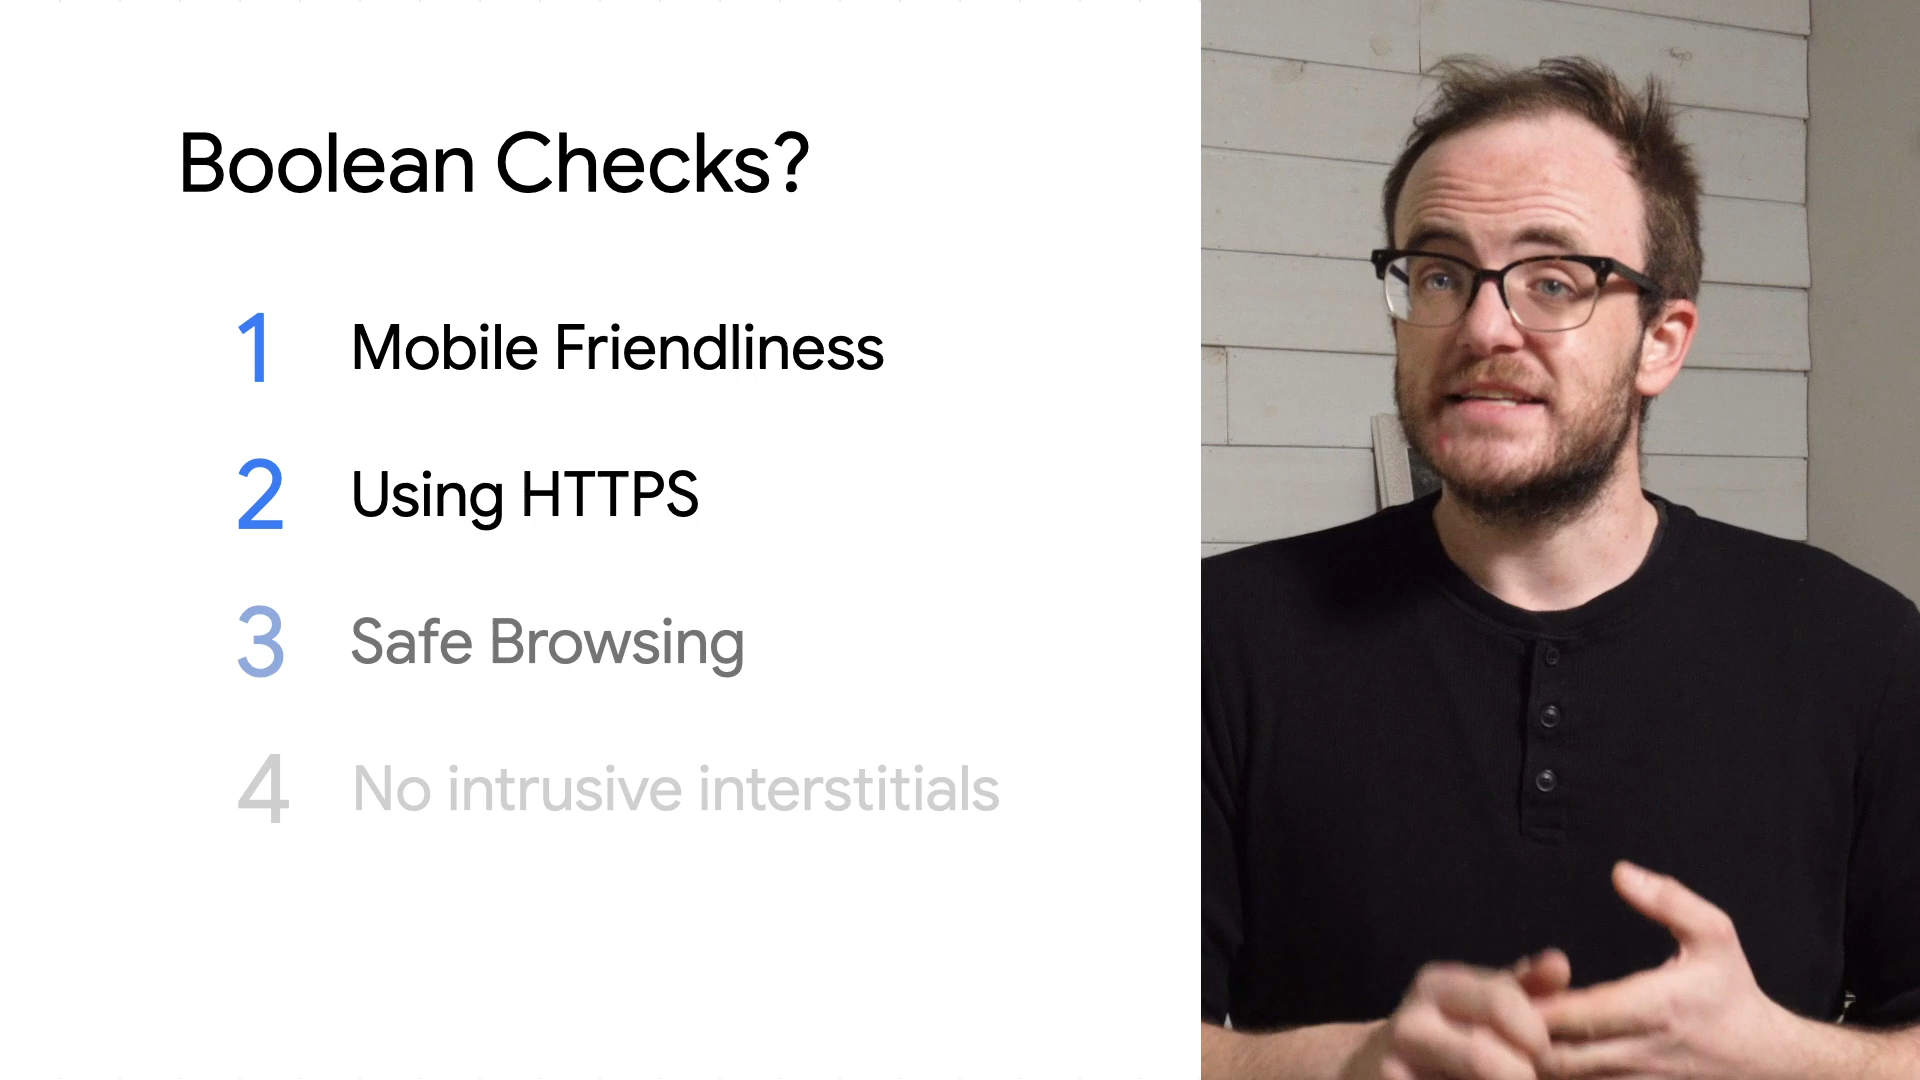 Boolean Checks?
1 Mobile Friendliness
2 Using HTTPS
3 Safe Browsing
4 No intrusive interstitials